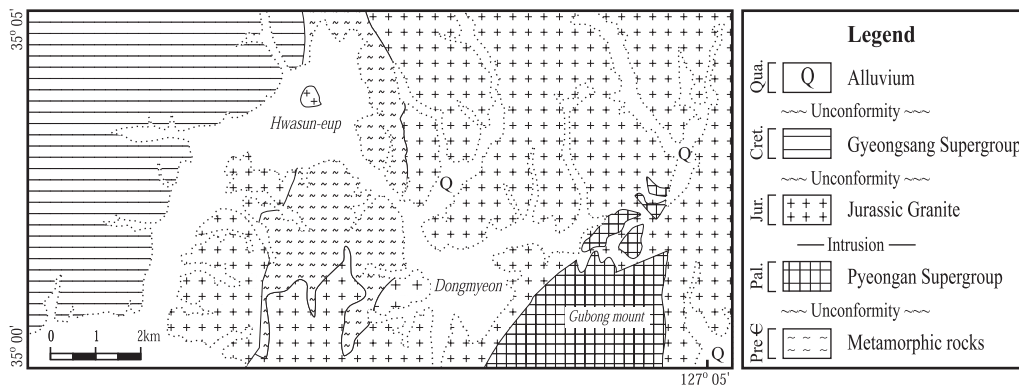 35° 05'
Hwasun-eup
Q
Q
Dongmyeon
Gubong mount
0 1 2km
35° 00'
Q
127° 05'
Legend
Qua.
Q Alluvium
~~~ Unconformity ~~~
Cret.
Gyeongsang Supergroup
~~~ Unconformity ~~~
Jur.
Jurassic Granite
— Intrusion —
Pal.
Pyeongan Supergroup
~~~ Unconformity ~~~
Pre Є
Metamorphic rocks